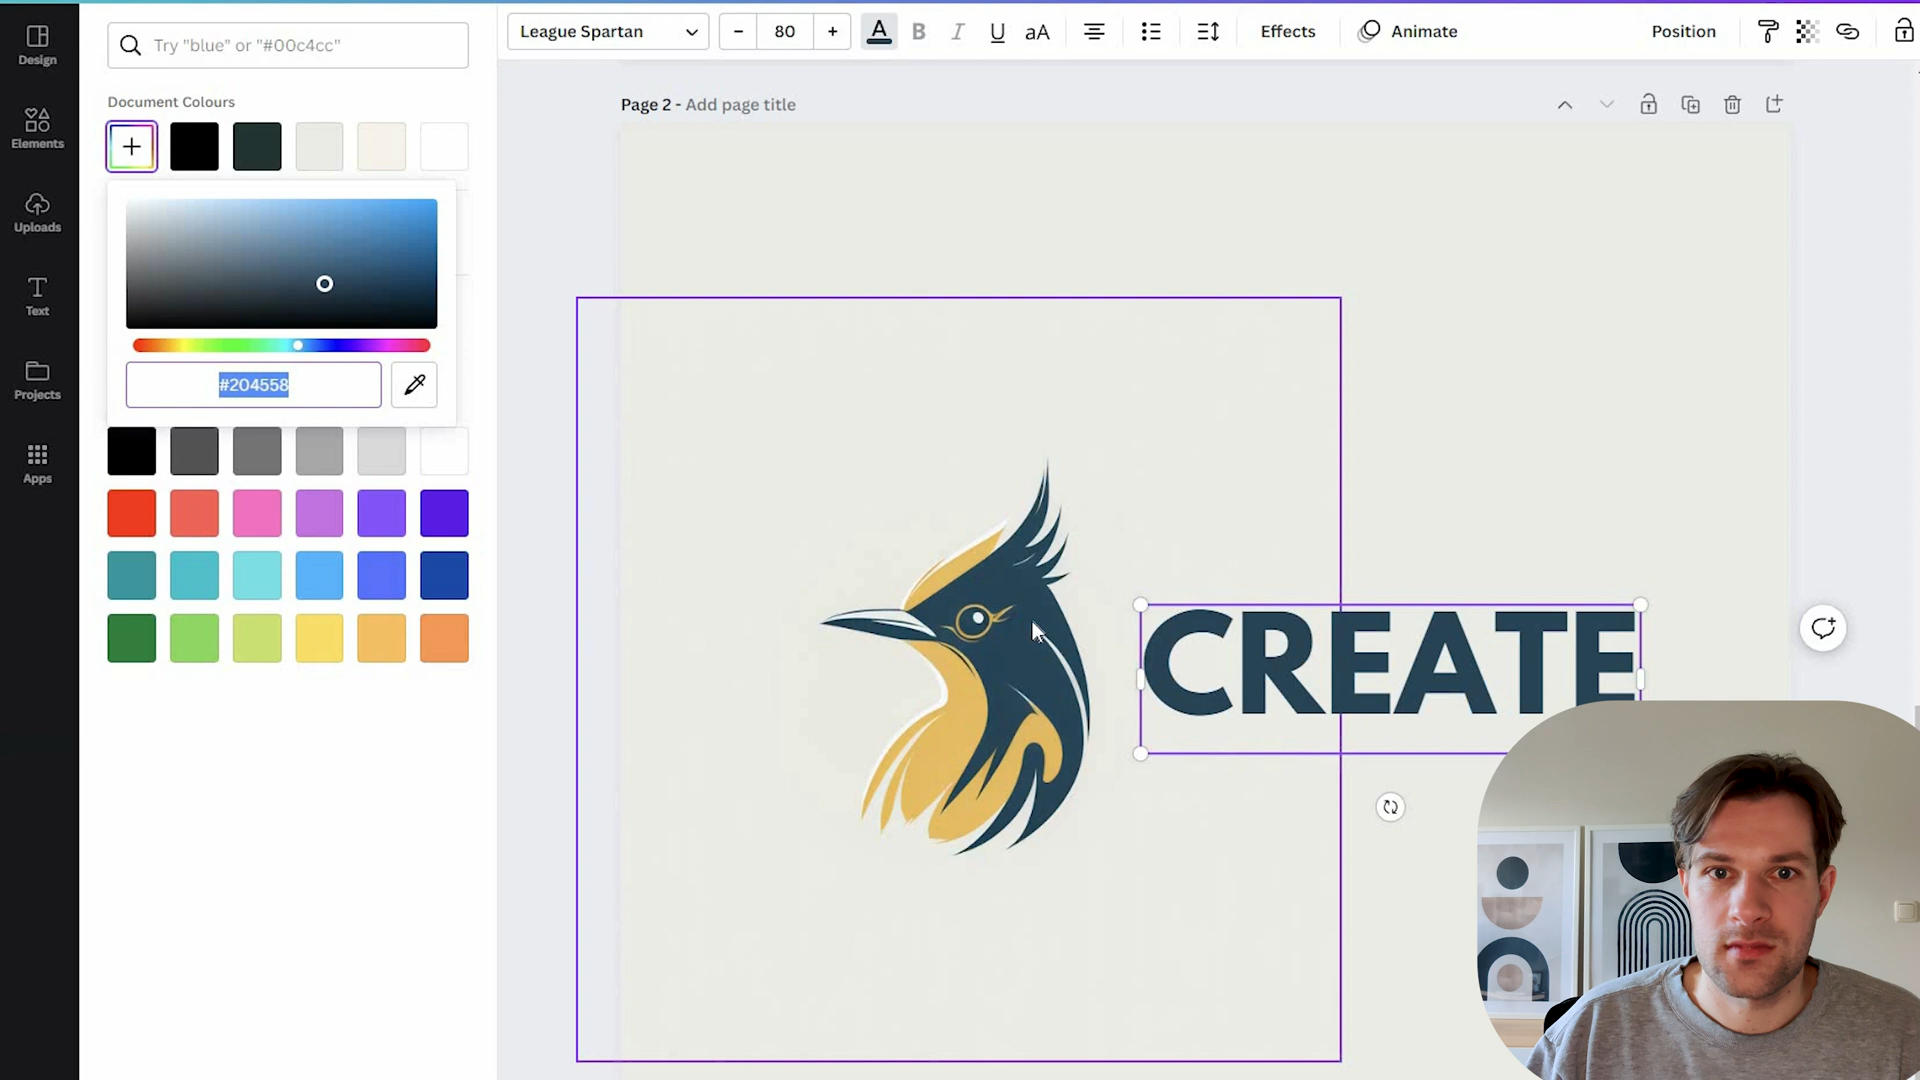 Design
Elements
Uploads
Text
Projects
Apps
Try "blue" or "#00c4cc"
Document Colours
#204558
League Spartan
80
A
B
I
U
aA
Effects
Animate
Position
Page 2 - Add page title
CREATE